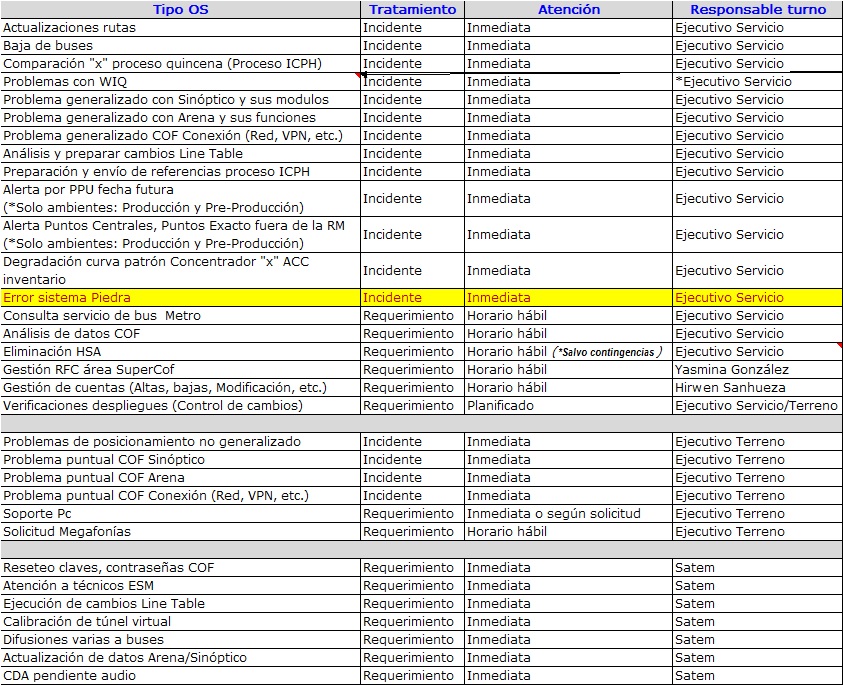 Tipo OS Tratamiento Atención Responsable turno
Actualizaciones rutas Incidente Inmediata Ejecutivo Servicio
Baja de buses Incidente Inmediata Ejecutivo Servicio
Comparación "x" proceso quincena (Proceso ICPH) Incidente Inmediata Ejecutivo Servicio
Problemas con WIQ Incidente Inmediata *Ejecutivo Servicio
Problema generalizado con Sinóptico y sus modulos Incidente Inmediata Ejecutivo Servicio
Problema generalizado con Arena y sus funciones Incidente Inmediata Ejecutivo Servicio
Problema generalizado COF Conexión (Red, VPN, etc.) Incidente Inmediata Ejecutivo Servicio
Análisis y preparar cambios Line Table Incidente Inmediata Ejecutivo Servicio
Preparación y envío de referencias proceso ICPH Incidente Inmediata Ejecutivo Servicio
Alerta por PPU fecha futura
(*Solo ambientes: Producción y Pre-Producción) Incidente Inmediata Ejecutivo Servicio
Alerta Puntos Centrales, Puntos Exacto fuera de la RM
(*Solo ambientes: Producción y Pre-Producción) Incidente Inmediata Ejecutivo Servicio
Degradación curva patrón Concentrador "x" ACC
inventario Incidente Inmediata Ejecutivo Servicio
Error sistema Piedra Incidente Inmediata Ejecutivo Servicio
Consulta servicio de bus Metro Requerimiento Horario hábil Ejecutivo Servicio
Análisis de datos COF Requerimiento Horario hábil Ejecutivo Servicio
Eliminación HSA Requerimiento Horario hábil (*Salvo contingencias) Ejecutivo Servicio
Gestión RFC área SuperCof Requerimiento Horario hábil Yasmina González
Gestión de cuentas (Altas, bajas, Modificación, etc.) Requerimiento Horario hábil Hirwen Sanhueza
Verificaciones despliegues (Control de cambios) Requerimiento Planificado Ejecutivo Servicio/Terreno
Problemas de posicionamiento no generalizado Incidente Inmediata Ejecutivo Terreno
Problema puntual COF Sinóptico Incidente Inmediata Ejecutivo Terreno
Problema puntual COF Arena Incidente Inmediata Ejecutivo Terreno
Problema puntual COF Conexión (Red, VPN, etc.) Incidente Inmediata Ejecutivo Terreno
Soporte Pc Requerimiento Inmediata o según solicitud Ejecutivo Terreno
Solicitud Megafonías Requerimiento Horario hábil Ejecutivo Terreno
Reseteo claves, contraseñas COF Requerimiento Inmediata Satem
Atención a técnicos ESM Requerimiento Inmediata Satem
Ejecución de cambios Line Table Requerimiento Inmediata Satem
Calibración de túnel virtual Requerimiento Inmediata Satem
Difusiones varias a buses Requerimiento Inmediata Satem
Actualización de datos Arena/Sinóptico Requerimiento Inmediata Satem
CDA pendiente audio Requerimiento Inmediata Satem